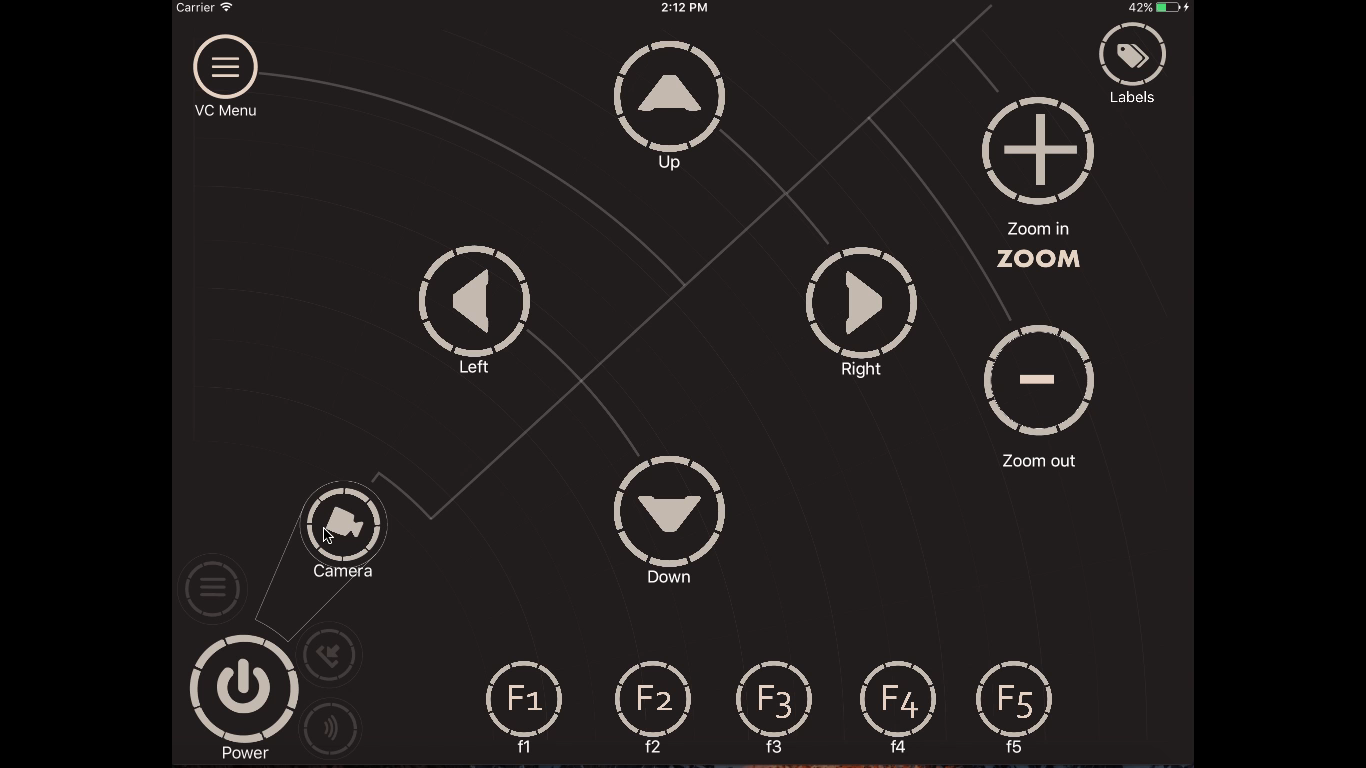 Carrier
2:12 PM
42%
VC Menu
Labels
Up
Zoom in
ZOOM
Left
Right
Zoom out
Camera
Down
Power
F1
F2
F3
F4
F5
f1
f2
f3
f4
f5